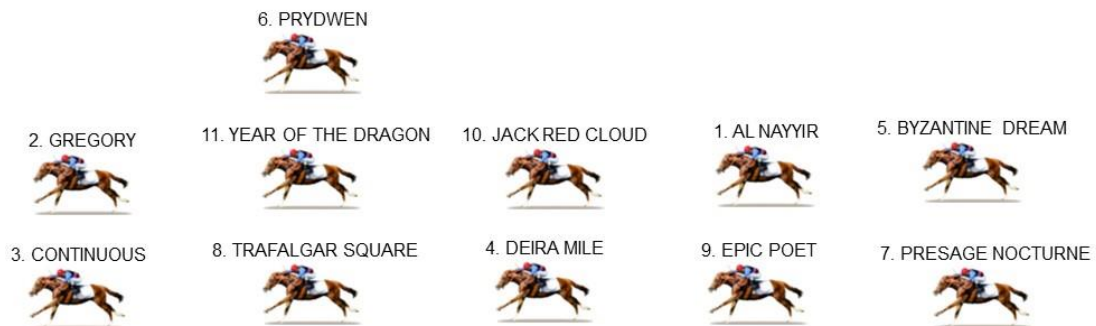 6. PRYDWEN
2. GREGORY
11. YEAR OF THE DRAGON
10. JACK RED CLOUD
1. AL NAYYIR
5. BYZANTINE DREAM
3. CONTINUOUS
8. TRAFALGAR SQUARE
4. DEIRA MILE
9. EPIC POET
7. PRESAGE NOCTURNE